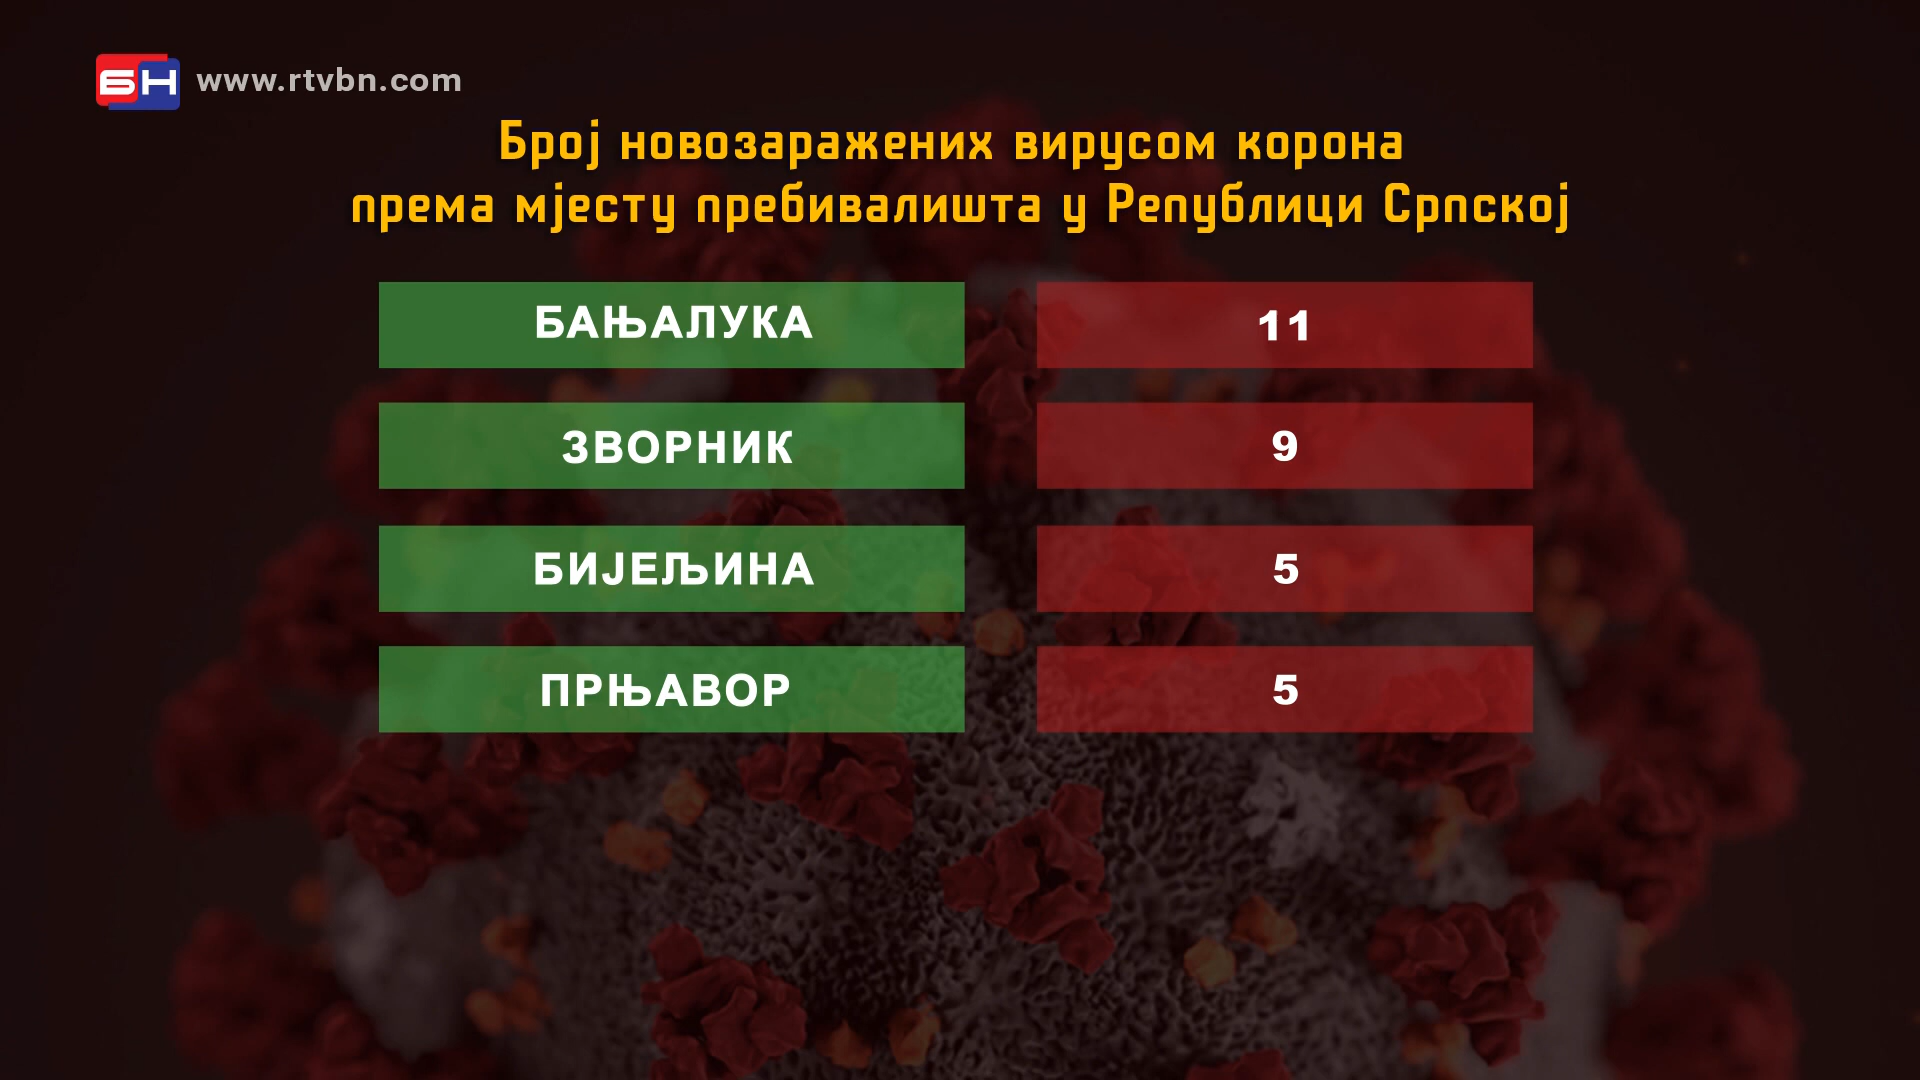 БН www.rtvbn.com
Број новозаражених вирусом корона
према мјесту пребивалишта у Републици Српској
БАЊАЛУКА 11
ЗВОРНИК 9
БИЈЕЉИНА 5
ПРЊАВОР 5